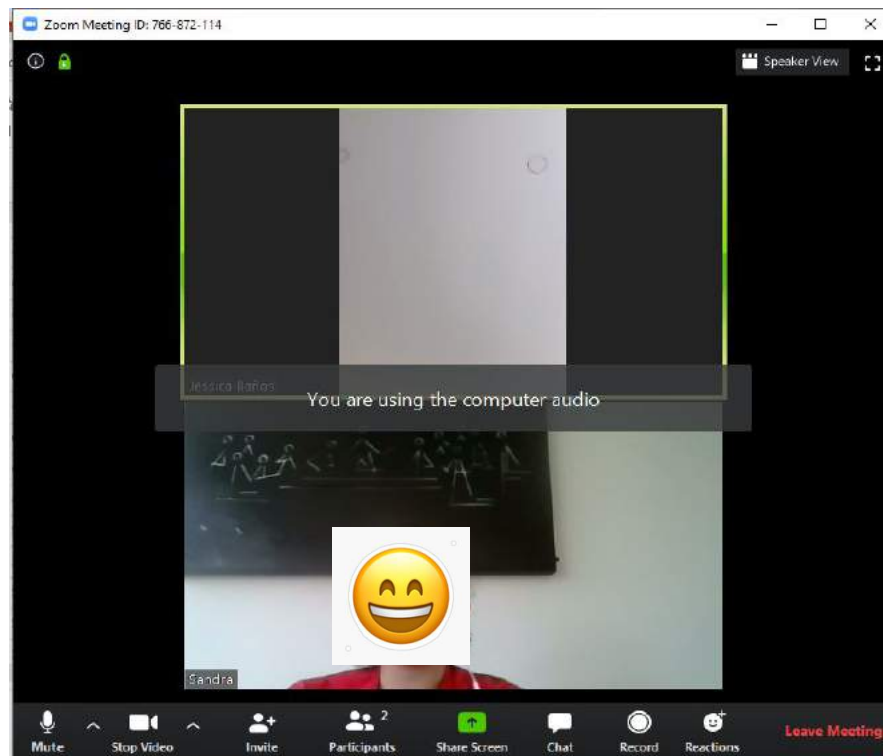 Zoom Meeting ID: 766-872-114
Speaker View
Jessica Baños
You are using the computer audio
Sandra
Mute
Stop Video
Invite
Participants 2
Share Screen
Chat
Record
Reactions
Leave Meeting